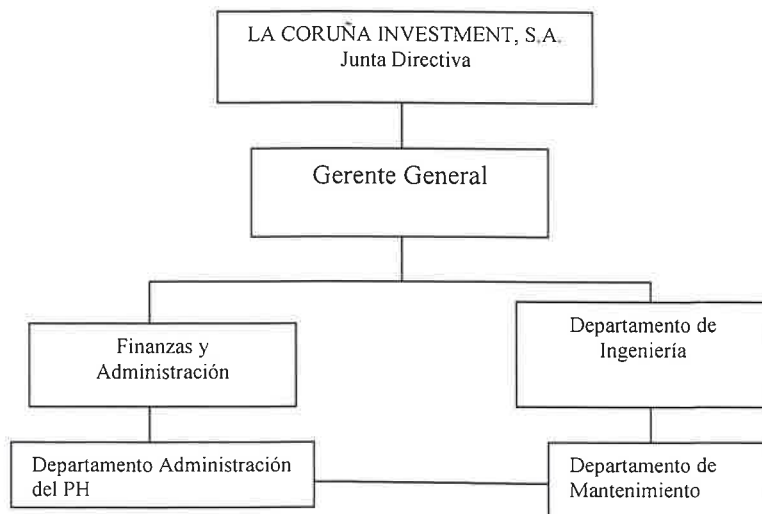 LA CORUÑA INVESTMENT, S.A.
Junta Directiva
Gerente General
Finanzas y
Administración
Departamento de
Ingeniería
Departamento Administración
del PH
Departamento de
Mantenimiento